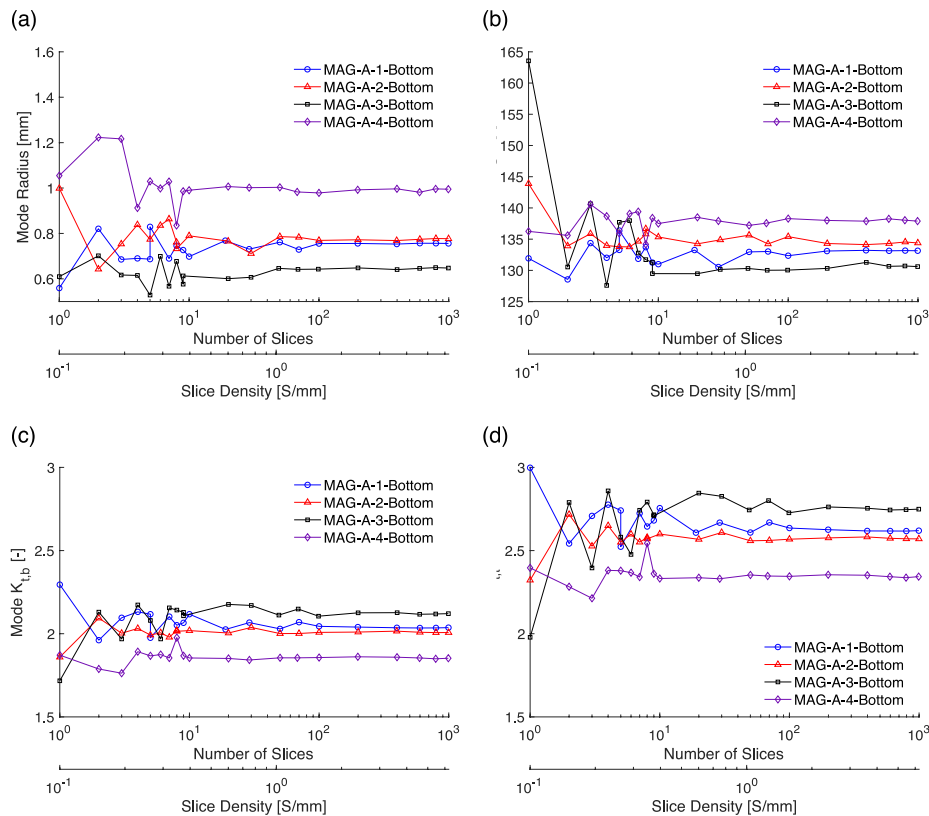 (a)
(b)
1.6
1.4
1.2
1
0.8
0.6
Mode Radius [mm]
MAG-A-1-Bottom
MAG-A-2-Bottom
MAG-A-3-Bottom
MAG-A-4-Bottom
10^0
10^1
10^2
10^3
Number of Slices
10^-1
10^0
Slice Density [S/mm]
165
160
155
150
145
140
135
130
125
MAG-A-1-Bottom
MAG-A-2-Bottom
MAG-A-3-Bottom
MAG-A-4-Bottom
10^0
10^1
10^2
10^3
Number of Slices
10^-1
10^0
Slice Density [S/mm]
(c)
(d)
3
2.5
2
1.5
Mode K_t,b [-]
MAG-A-1-Bottom
MAG-A-2-Bottom
MAG-A-3-Bottom
MAG-A-4-Bottom
10^0
10^1
10^2
10^3
Number of Slices
10^-1
10^0
Slice Density [S/mm]
3
2.5
2
1.5
MAG-A-1-Bottom
MAG-A-2-Bottom
MAG-A-3-Bottom
MAG-A-4-Bottom
10^0
10^1
10^2
10^3
Number of Slices
10^-1
10^0
Slice Density [S/mm]